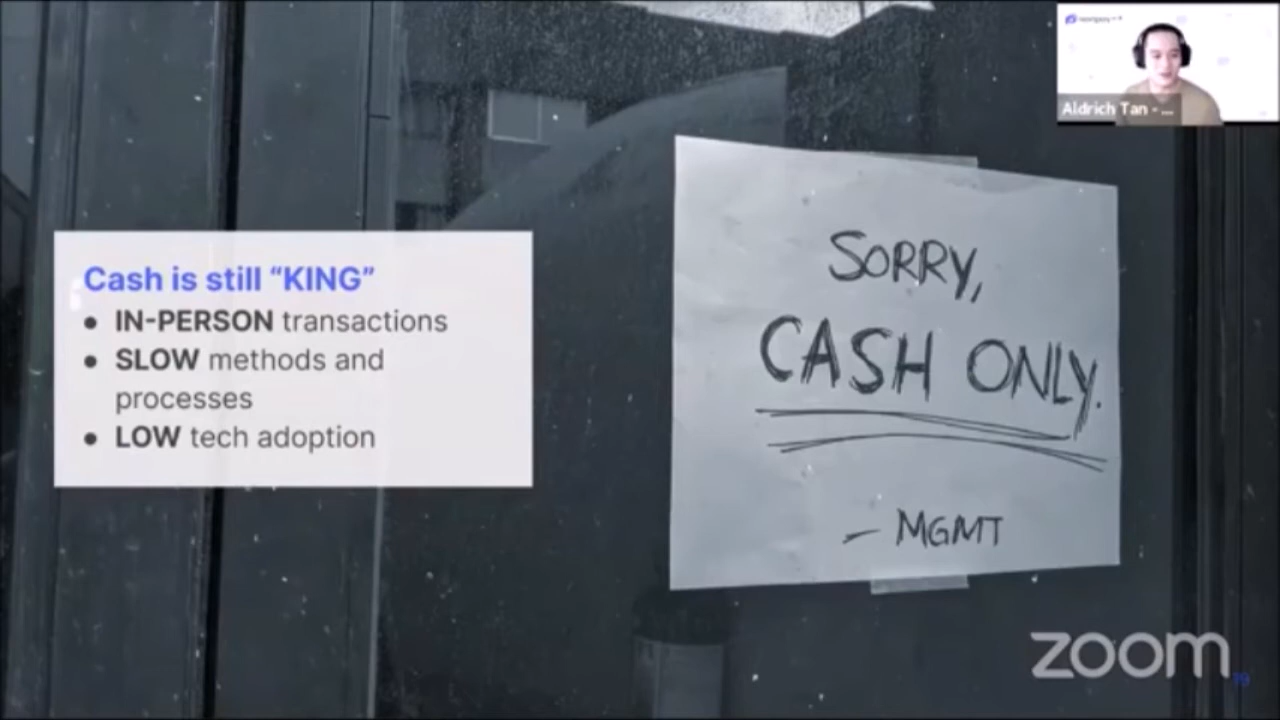 Aldrich Tan - ...
Cash is still “KING”
● IN-PERSON transactions
● SLOW methods and
processes
● LOW tech adoption
SORRY,
CASH ONLY.
- MGMT
zoom
19